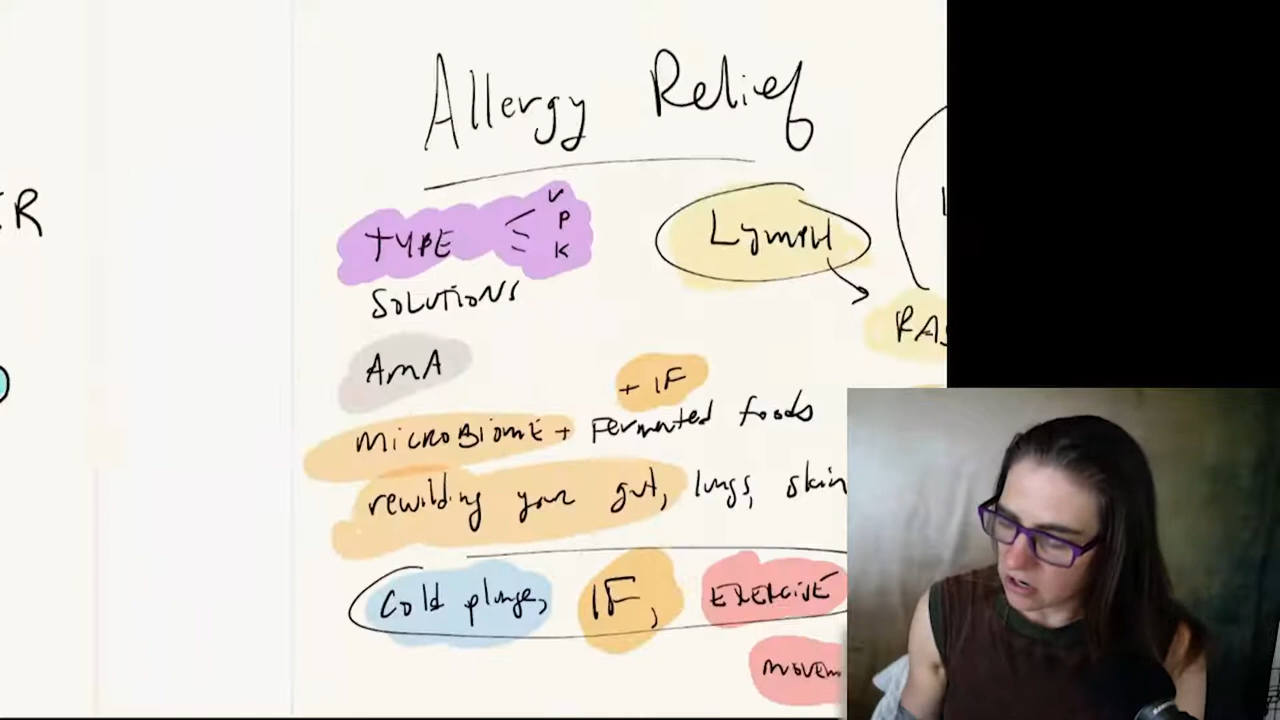 Allergy Relief
ER
TYPE < V
P
K
LYMPH
SOLUTIONS
AMA
+ IF
MICROBIOME + Fermented foods
rewilding your gut, lungs, skin
Cold plunge, IF, EXERCISE